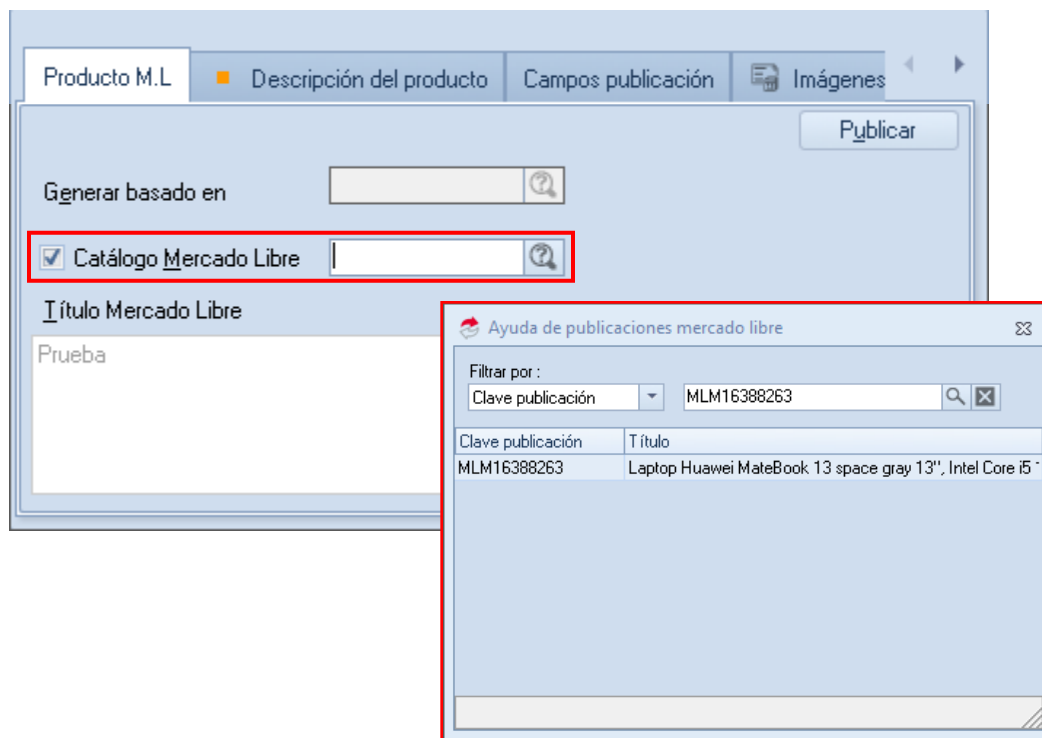 Producto M.L
Descripción del producto
Campos publicación
Imágenes
Publicar
Generar basado en
Catálogo Mercado Libre
Título Mercado Libre
Prueba
Ayuda de publicaciones mercado libre
Filtrar por :
Clave publicación
MLM16388263
Clave publicación
Título
MLM16388263
Laptop Huawei MateBook 13 space gray 13", Intel Core i5